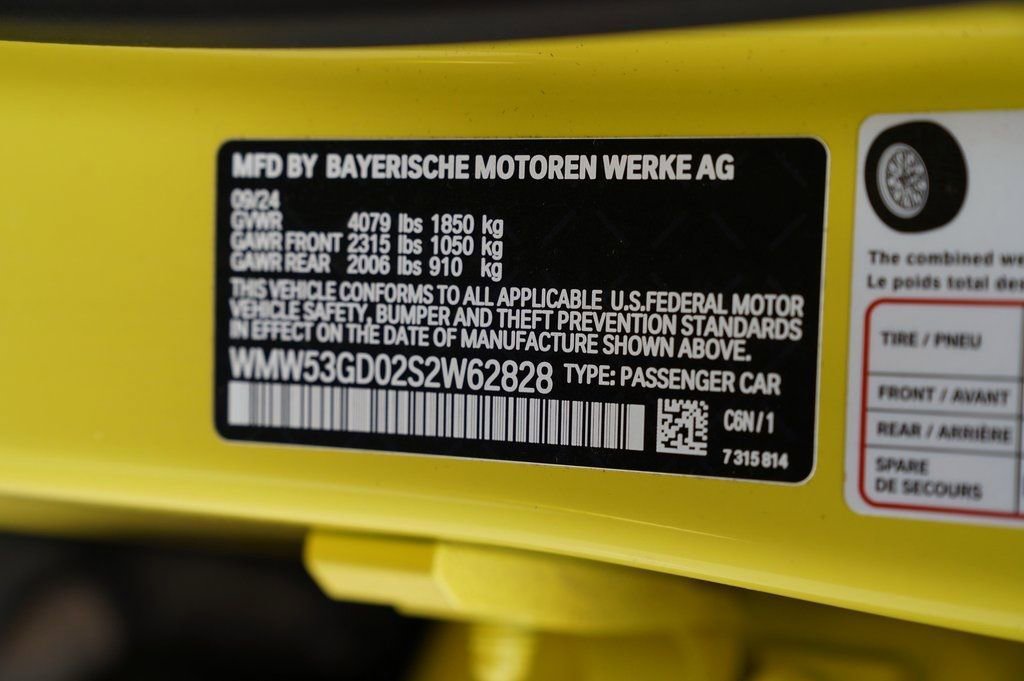 MFD BY BAYERISCHE MOTOREN WERKE AG
09/24
GVWR 4079 lbs 1850 kg
GAWR FRONT 2315 lbs 1050 kg
GAWR REAR 2006 lbs 910 kg
THIS VEHICLE CONFORMS TO ALL APPLICABLE U.S.FEDERAL MOTOR
VEHICLE SAFETY, BUMPER AND THEFT PREVENTION STANDARDS
IN EFFECT ON THE DATE OF MANUFACTURE SHOWN ABOVE.
WMW53GD02S2W62828 TYPE: PASSENGER CAR
C6N/1
7315814
The combined
Le poids total
TIRE / PNEU
FRONT / AVANT
REAR / ARRIÈRE
SPARE
DE SECOURS